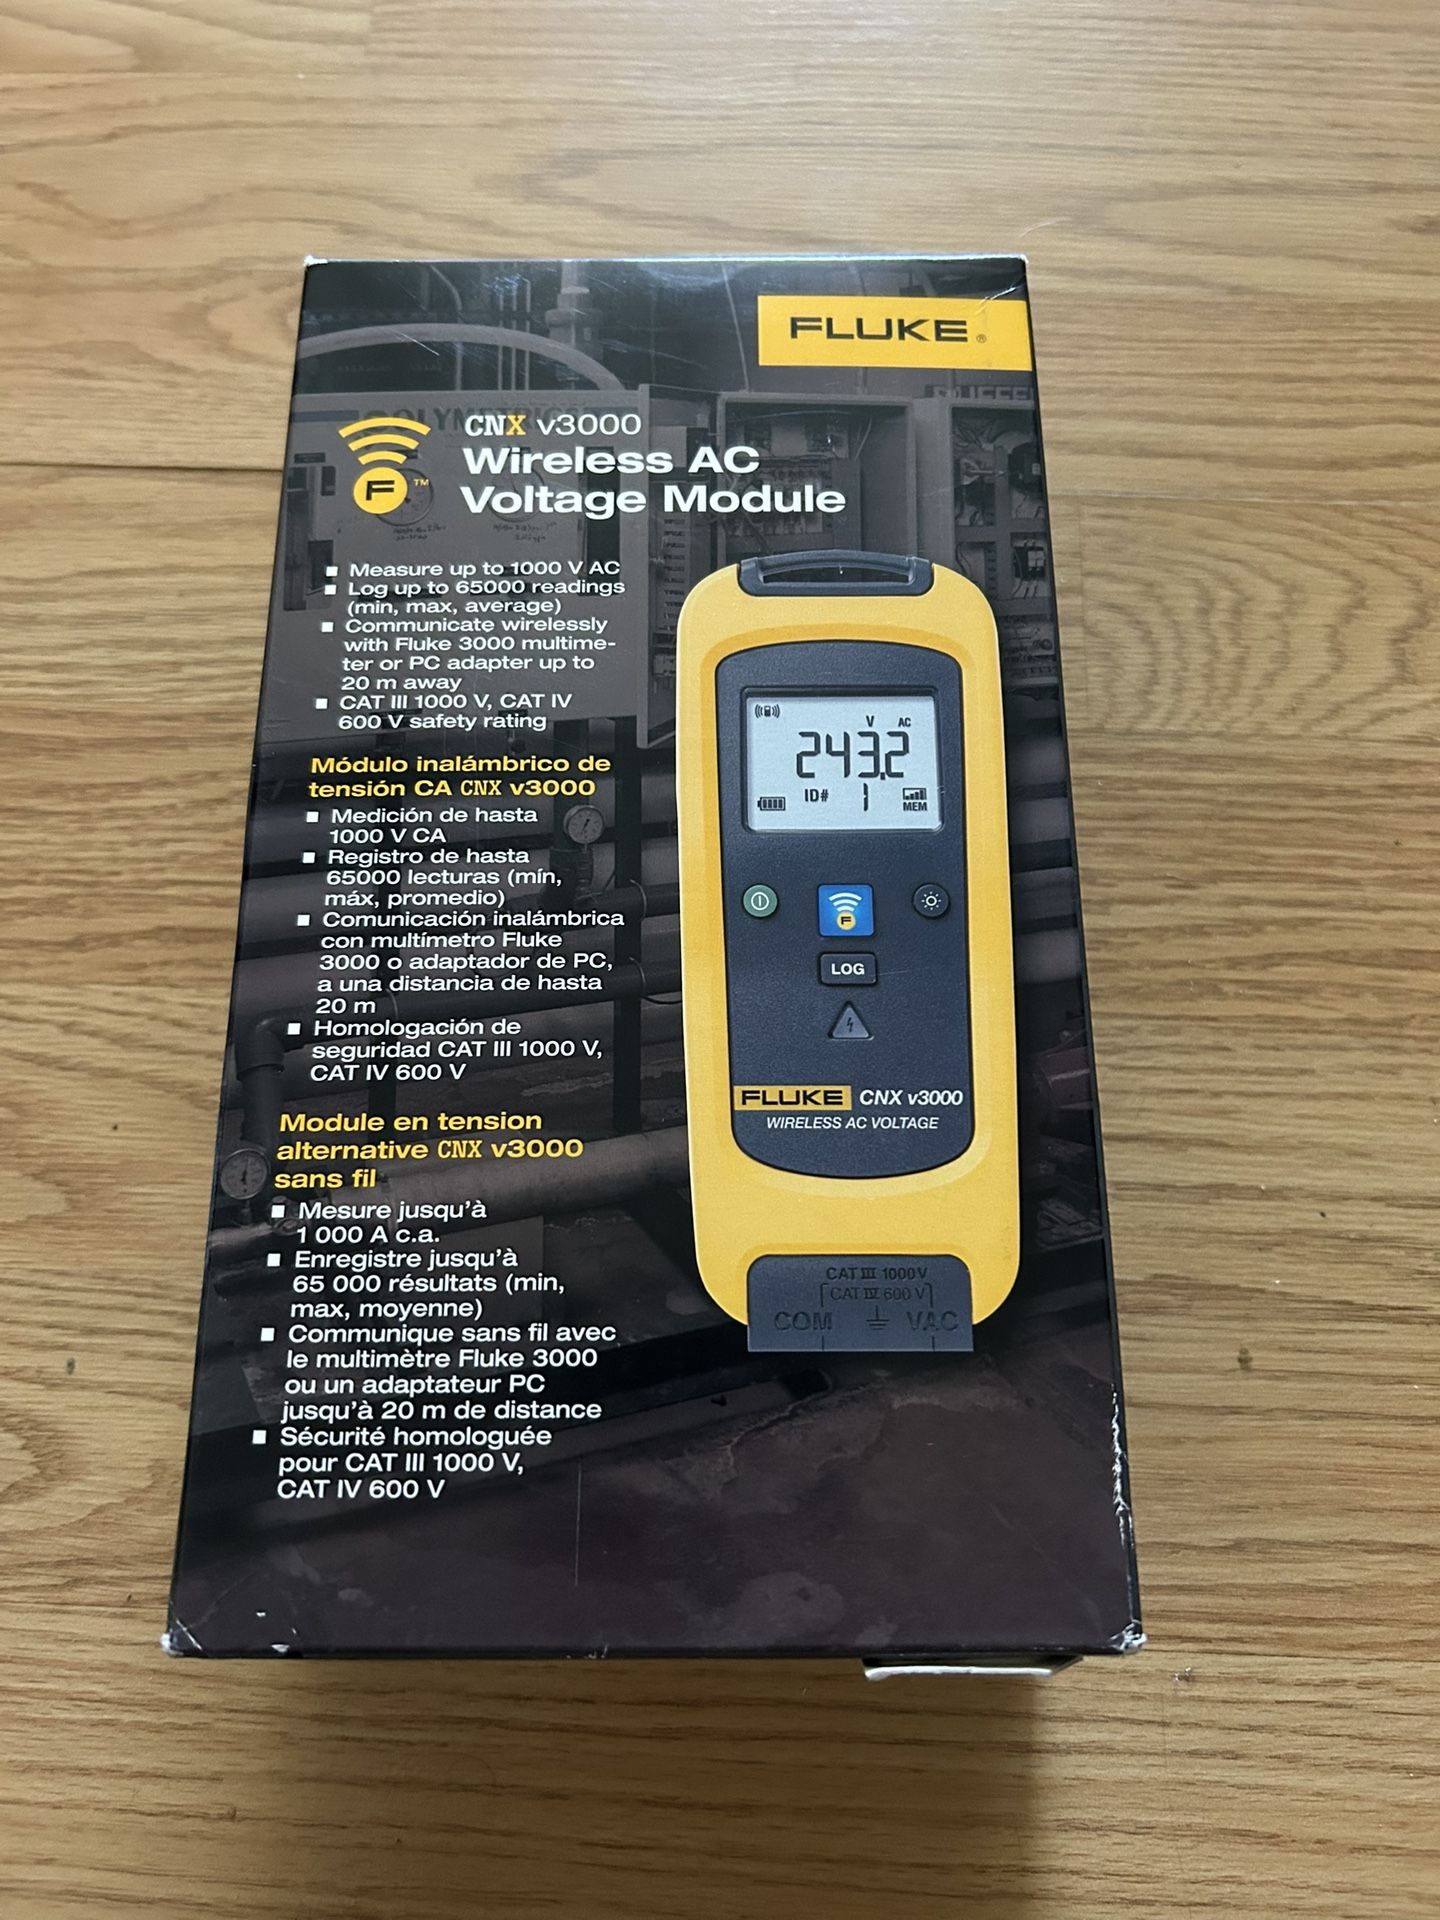 FLUKE®
CNX v3000
Wireless AC
Voltage Module
F™
■ Measure up to 1000 V AC
■ Log up to 65000 readings
(min, max, average)
■ Communicate wirelessly
with Fluke 3000 multime-
ter or PC adapter up to
20 m away
■ CAT III 1000 V, CAT IV
600 V safety rating
Módulo inalámbrico de
tensión CA CNX v3000
■ Medición de hasta
1000 V CA
■ Registro de hasta
65000 lecturas (mín,
máx, promedio)
■ Comunicación inalámbrica
con multímetro Fluke
3000 o adaptador de PC,
a una distancia de hasta
20 m
■ Homologación de
seguridad CAT III 1000 V,
CAT IV 600 V
Module en tension
alternative CNX v3000
sans fil
■ Mesure jusqu'à
1 000 A c.a.
■ Enregistre jusqu'à
65 000 résultats (min,
max, moyenne)
■ Communique sans fil avec
le multimètre Fluke 3000
ou un adaptateur PC
jusqu'à 20 m de distance
■ Sécurité homologuée
pour CAT III 1000 V,
CAT IV 600 V
V AC
243.2
ID# 1 MEM
F
LOG
FLUKE CNX v3000
WIRELESS AC VOLTAGE
CAT III 1000V
CAT IV 600 V
COM VAC